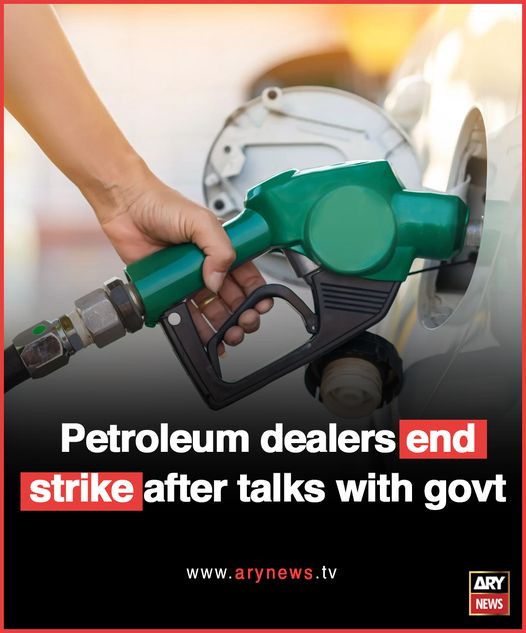 Petroleum dealers end
strike after talks with govt
www.arynews.tv
ARY
NEWS